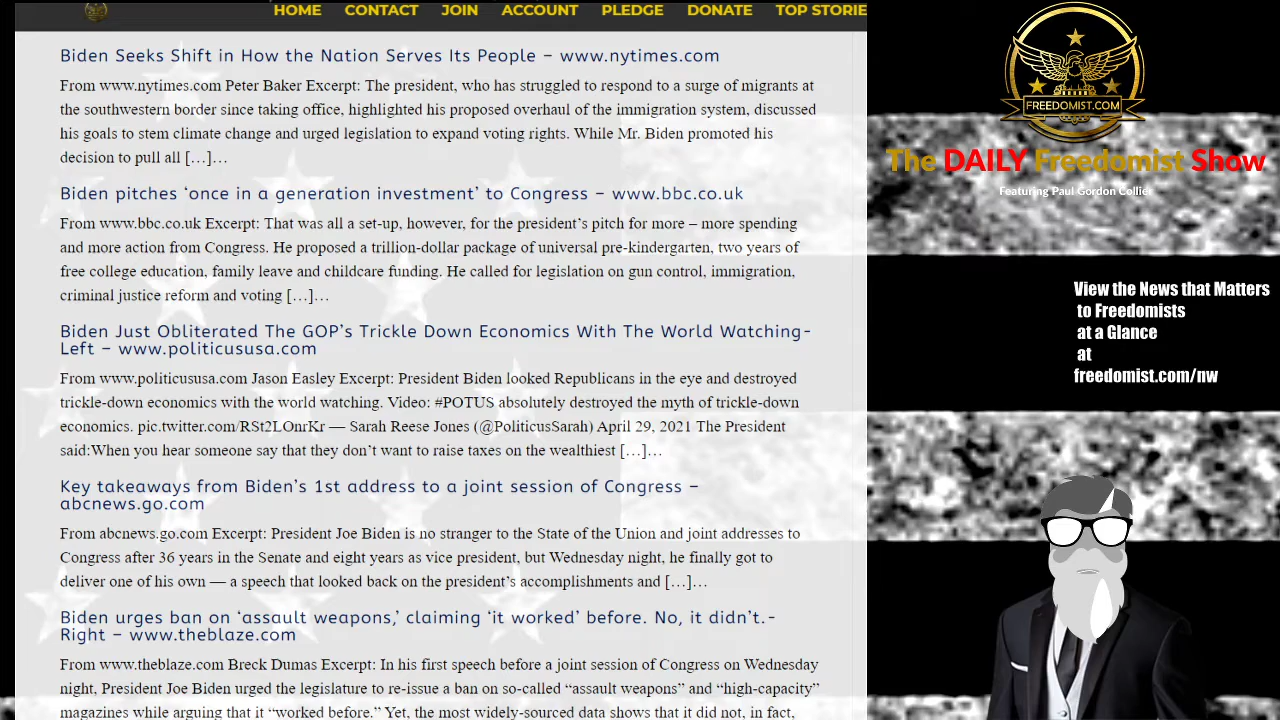 HOME CONTACT JOIN ACCOUNT PLEDGE DONATE TOP STORIE
Biden Seeks Shift in How the Nation Serves Its People – www.nytimes.com
From www.nytimes.com Peter Baker Excerpt: The president, who has struggled to respond to a surge of migrants at
the southwestern border since taking office, promoted his proposed overhaul of the immigration system, discussed
his goals to stem climate change and urged legislation to expand voting rights. While Mr. Biden promoted his
decision to pull all […]…
Biden pitches ‘once in a generation investment’ to Congress – www.bbc.co.uk
From www.bbc.co.uk Excerpt: That was all a set-up, however, for the president’s pitch for more – more spending
and more action from Congress. He proposed a trillion-dollar package of universal pre-kindergarten, two years of
free college education, family leave and childcare funding. He called for legislation on gun control, immigration,
criminal justice reform and voting […]…
Biden Just Obliterated The GOP’s Trickle Down Economics With The World Watching-
Left – www.politicususa.com
From www.politicususa.com Jason Easley Excerpt: President Biden looked Republicans in the eye and destroyed
trickle-down economics with the world watching. Video: #POTUS absolutely destroyed the myth of trickle-down
economics. pic.twitter.com/RSt2LOnrKr — Sarah Reese Jones (@PoliticusSarah) April 29, 2021 The President
said:When you hear someone say that they don’t want to raise taxes on the wealthiest […]…
Key takeaways from Biden’s 1st address to a joint session of Congress –
abcnews.go.com
From abcnews.go.com Excerpt: President Joe Biden is no stranger to the State of the Union and joint addresses to
Congress after 36 years in the Senate and eight years as vice president, but Wednesday night, he finally got to
deliver one of his own — a speech that looked back on the president’s accomplishments and […]…
Biden urges ban on ‘assault weapons,’ claiming ‘it worked’ before. No, it didn’t.-
Right – www.theblaze.com
From www.theblaze.com Breck Dumas Excerpt: In his first speech before a joint session of Congress on Wednesday
night, President Joe Biden urged the legislature to re-issue a ban on so-called “assault weapons” and “high-capacity”
magazines while arguing that it “worked before.” Yet, the most widely-sourced data shows that it did not, in fact,
FREEDOMIST.COM
The DAILY Freedomist Show
Featuring Paul Gordon Collier
View the News that Matters
to Freedomists
at a Glance
at
freedomist.com/nw